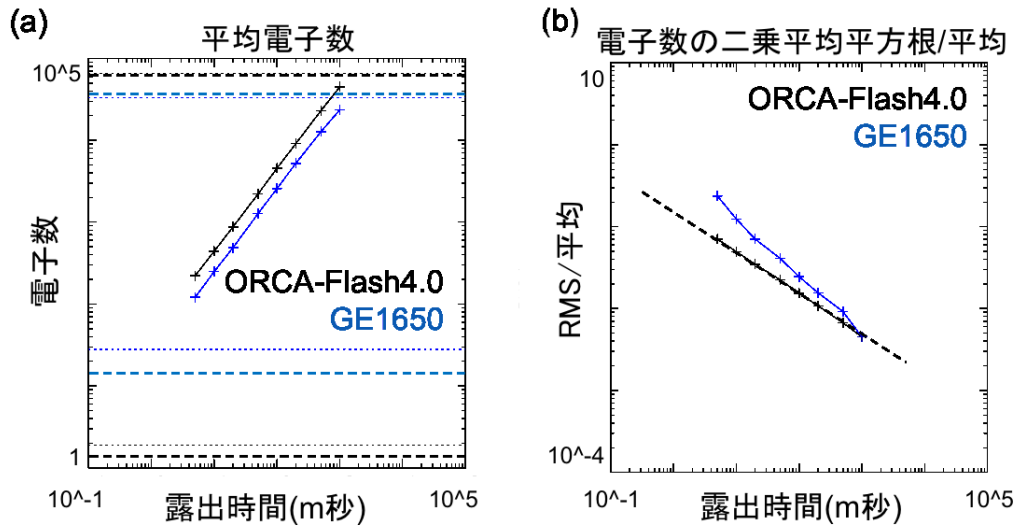 (a)
平均電子数
10^5
電子数
ORCA-Flash4.0
GE1650
1
10^-1
露出時間(m秒)
10^5
(b)
電子数の二乗平均平方根/平均
10
ORCA-Flash4.0
GE1650
RMS/平均
10^-4
10^-1
露出時間(m秒)
10^5